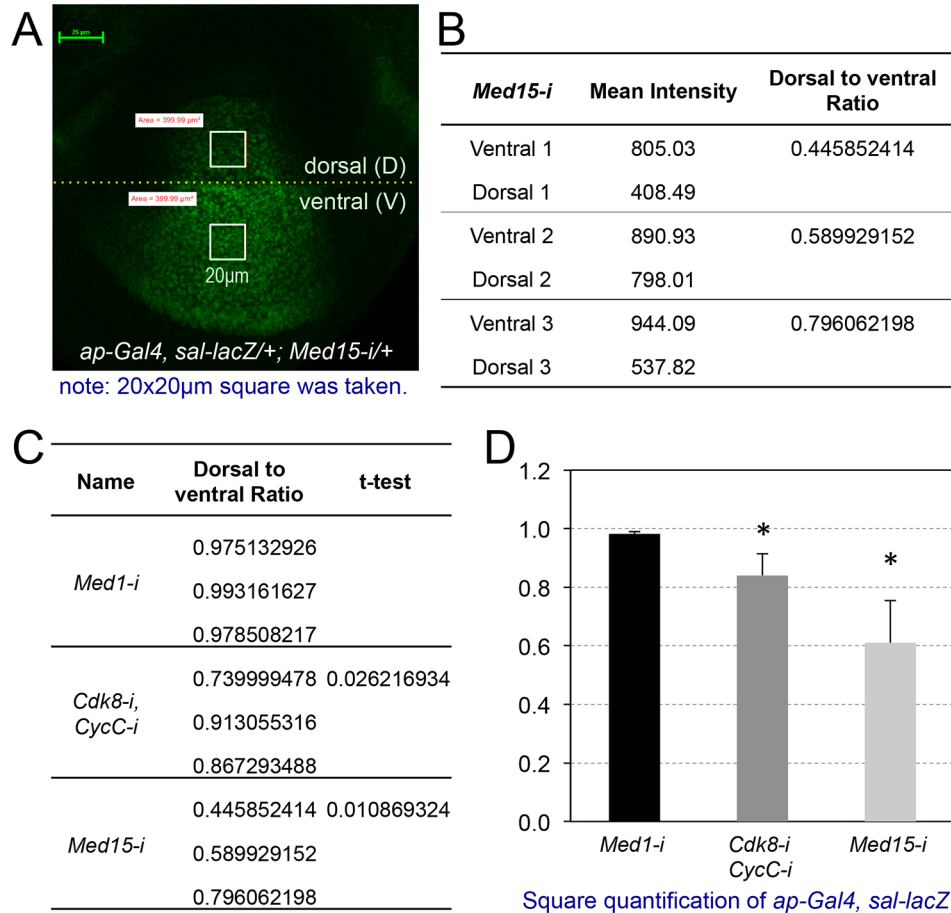 A
25 µm
Area = 399.99 µm²
dorsal (D)
ventral (V)
Area = 399.99 µm²
20µm
ap-Gal4, sal-lacZ/+; Med15-i/+
note: 20x20µm square was taken.
B
Med15-i Mean Intensity Dorsal to ventral
Ratio
Ventral 1 805.03 0.445852414
Dorsal 1 408.49
Ventral 2 890.93 0.589929152
Dorsal 2 798.01
Ventral 3 944.09 0.796062198
Dorsal 3 537.82
C
Name Dorsal to
ventral Ratio t-test
Med1-i
0.975132926
0.993161627
0.978508217
Cdk8-i,
CycC-i
0.739999478 0.026216934
0.913055316
0.867293488
Med15-i
0.445852414 0.010869324
0.589929152
0.796062198
D
1.2
1.0
0.8
0.6
0.4
0.2
0.0
*
*
Med1-i Cdk8-i Med15-i
CycC-i
Square quantification of ap-Gal4, sal-lacZ